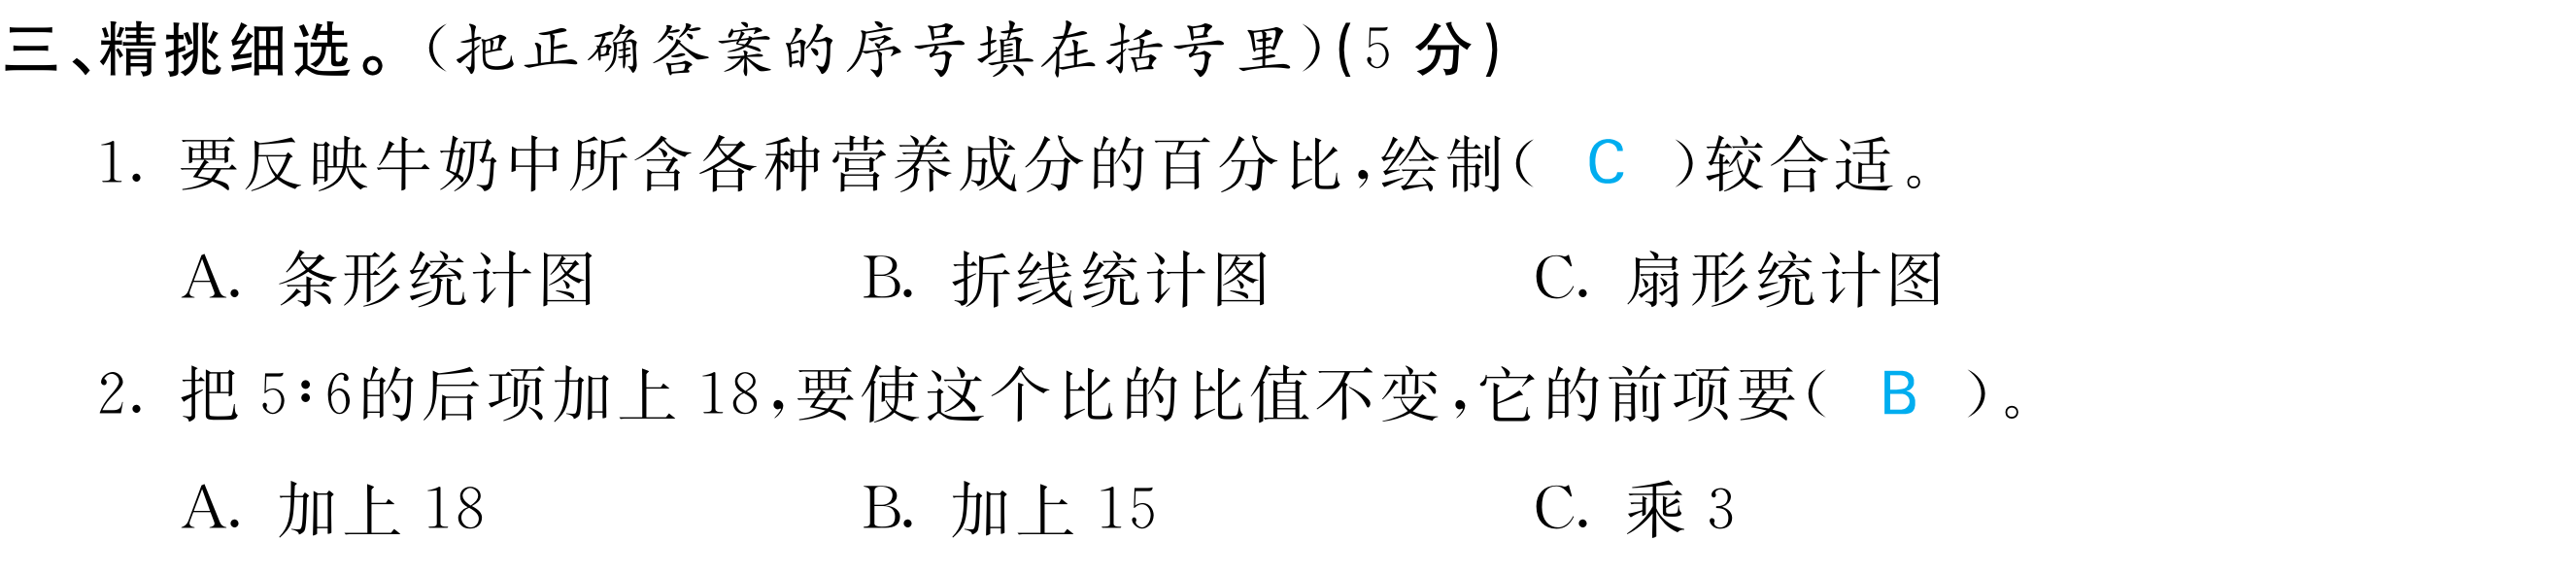 三、精挑细选。(把正确答案的序号填在括号里)(5 分)
1. 要反映牛奶中所含各种营养成分的百分比,绘制( C )较合适。
A. 条形统计图 B. 折线统计图 C. 扇形统计图
2. 把 5∶6的后项加上 18,要使这个比的比值不变,它的前项要( B )。
A. 加上 18 B. 加上 15 C. 乘 3